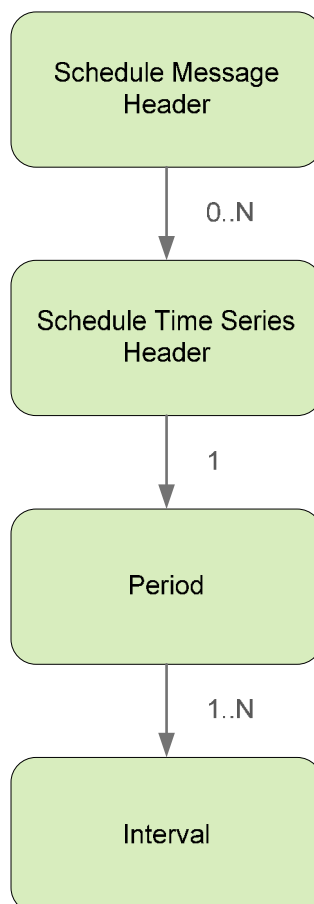 Schedule Message
Header
0..N
Schedule Time Series
Header
1
Period
1..N
Interval